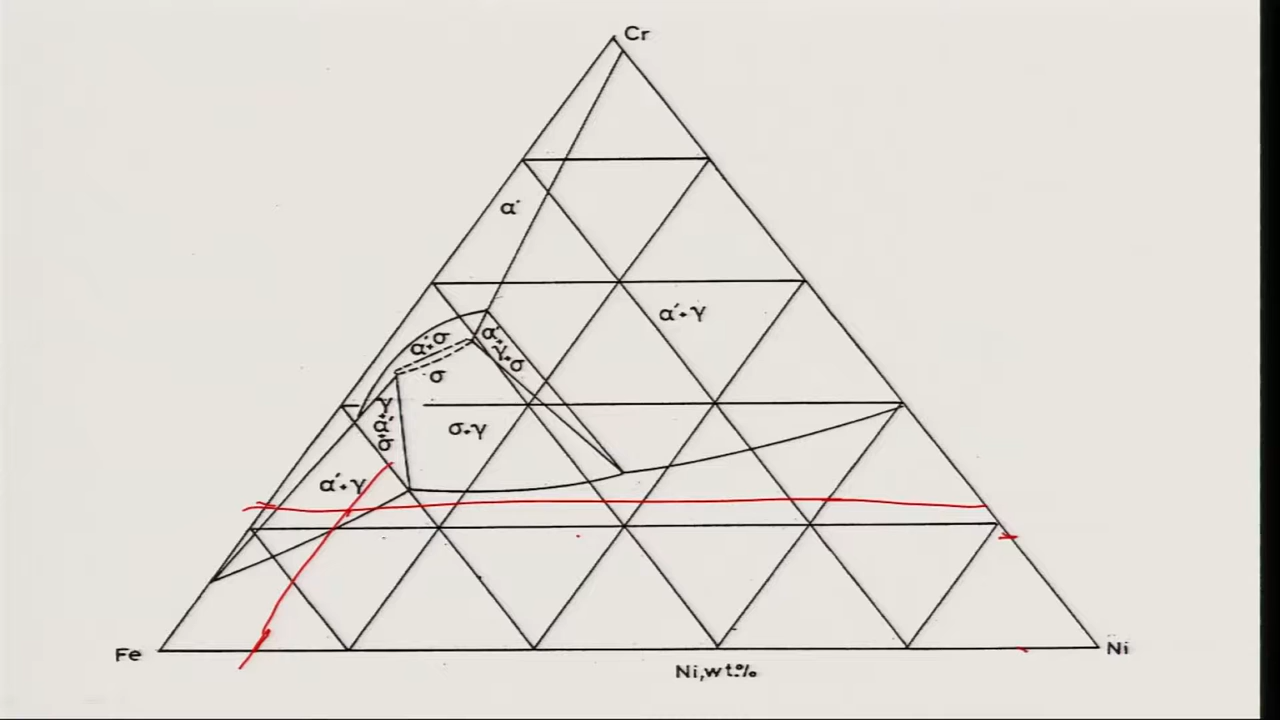 Cr
α′
α′+γ
α′+σ
α′+γ+σ
σ
γ+α′+σ
σ+γ
α′+γ
Fe
Ni
Ni,wt.%